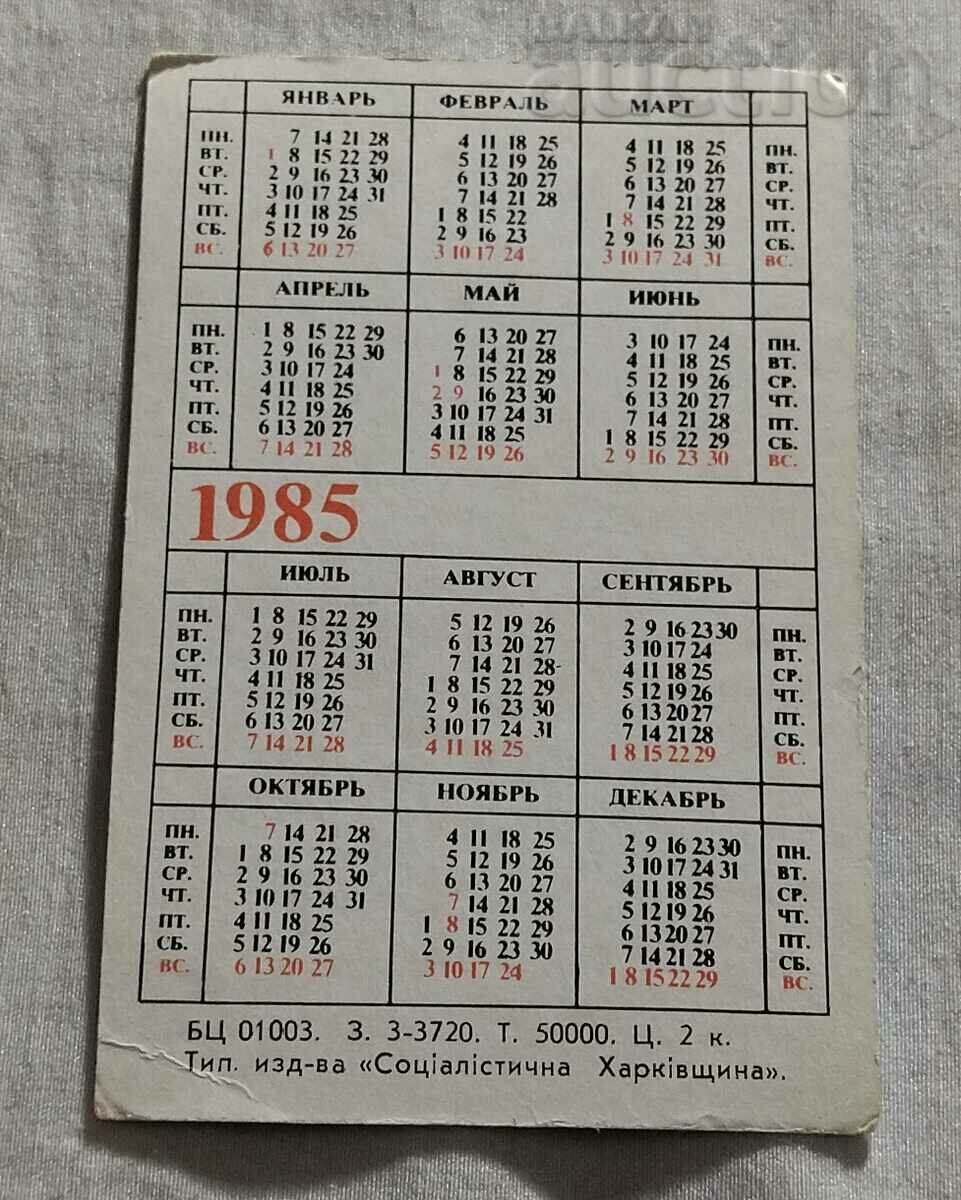 auction
ЯНВАРЬ ФЕВРАЛЬ МАРТ
ПН. 7 14 21 28 4 11 18 25 4 11 18 25 ПН.
ВТ. 1 8 15 22 29 5 12 19 26 5 12 19 26 ВТ.
СР. 2 9 16 23 30 6 13 20 27 6 13 20 27 СР.
ЧТ. 3 10 17 24 31 7 14 21 28 7 14 21 28 ЧТ.
ПТ. 4 11 18 25 1 8 15 22 1 8 15 22 29 ПТ.
СБ. 5 12 19 26 2 9 16 23 2 9 16 23 30 СБ.
ВС. 6 13 20 27 3 10 17 24 3 10 17 24 31 ВС.
АПРЕЛЬ МАЙ ИЮНЬ
ПН. 1 8 15 22 29 6 13 20 27 3 10 17 24 ПН.
ВТ. 2 9 16 23 30 7 14 21 28 4 11 18 25 ВТ.
СР. 3 10 17 24 1 8 15 22 29 5 12 19 26 СР.
ЧТ. 4 11 18 25 2 9 16 23 30 6 13 20 27 ЧТ.
ПТ. 5 12 19 26 3 10 17 24 31 7 14 21 28 ПТ.
СБ. 6 13 20 27 4 11 18 25 1 8 15 22 29 СБ.
ВС. 7 14 21 28 5 12 19 26 2 9 16 23 30 ВС.
1985
ИЮЛЬ АВГУСТ СЕНТЯБРЬ
ПН. 1 8 15 22 29 5 12 19 26 2 9 16 23 30 ПН.
ВТ. 2 9 16 23 30 6 13 20 27 3 10 17 24 ВТ.
СР. 3 10 17 24 31 7 14 21 28 4 11 18 25 СР.
ЧТ. 4 11 18 25 1 8 15 22 29 5 12 19 26 ЧТ.
ПТ. 5 12 19 26 2 9 16 23 30 6 13 20 27 ПТ.
СБ. 6 13 20 27 3 10 17 24 31 7 14 21 28 СБ.
ВС. 7 14 21 28 4 11 18 25 1 8 15 22 29 ВС.
ОКТЯБРЬ НОЯБРЬ ДЕКАБРЬ
ПН. 7 14 21 28 4 11 18 25 2 9 16 23 30 ПН.
ВТ. 1 8 15 22 29 5 12 19 26 3 10 17 24 31 ВТ.
СР. 2 9 16 23 30 6 13 20 27 4 11 18 25 СР.
ЧТ. 3 10 17 24 31 7 14 21 28 5 12 19 26 ЧТ.
ПТ. 4 11 18 25 1 8 15 22 29 6 13 20 27 ПТ.
СБ. 5 12 19 26 2 9 16 23 30 7 14 21 28 СБ.
ВС. 6 13 20 27 3 10 17 24 1 8 15 22 29 ВС.
БЦ 01003. З. 3-3720. Т. 50000. Ц. 2 к.
Тип. изд-ва «Соціалістична Харківщина».